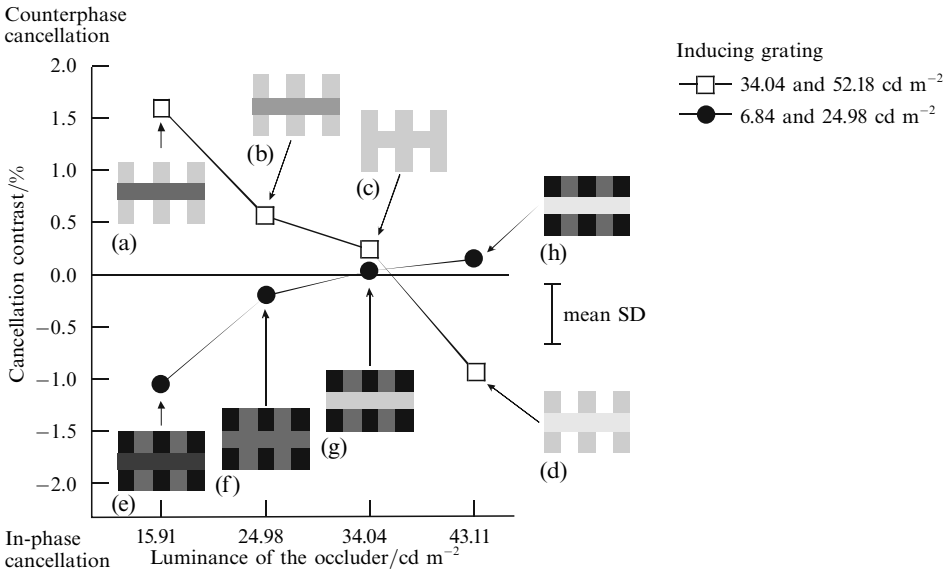 Counterphase
cancellation
Inducing grating
34.04 and 52.18 cd m⁻²
6.84 and 24.98 cd m⁻²
Cancellation contrast/%
2.0
1.5
1.0
0.5
0.0
−0.5
−1.0
−1.5
−2.0
(a)
(b)
(c)
(h)
mean SD
(d)
(e)
(f)
(g)
In-phase
cancellation
15.91 24.98 34.04 43.11
Luminance of the occluder/cd m⁻²